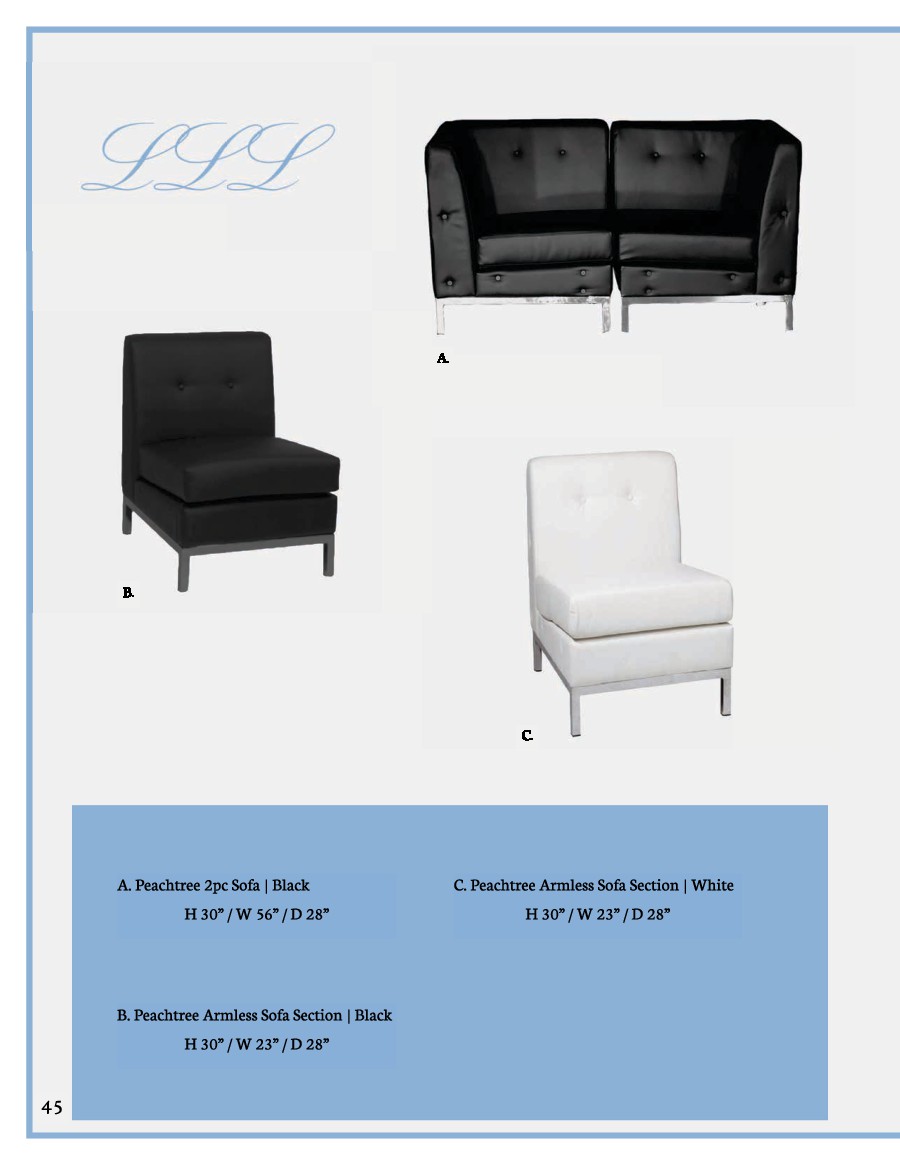 LLL
A.
B.
C.
A. Peachtree 2pc Sofa | Black
H 30” / W 56” / D 28”
C. Peachtree Armless Sofa Section | White
H 30” / W 23” / D 28”
B. Peachtree Armless Sofa Section | Black
H 30” / W 23” / D 28”
45